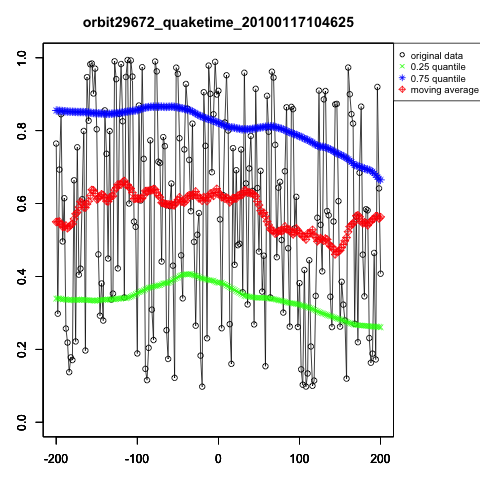 orbit29672_quaketime_20100117104625
original data
0.25 quantile
0.75 quantile
moving average
1.0
0.8
0.6
0.4
0.2
0.0
-200 -100 0 100 200